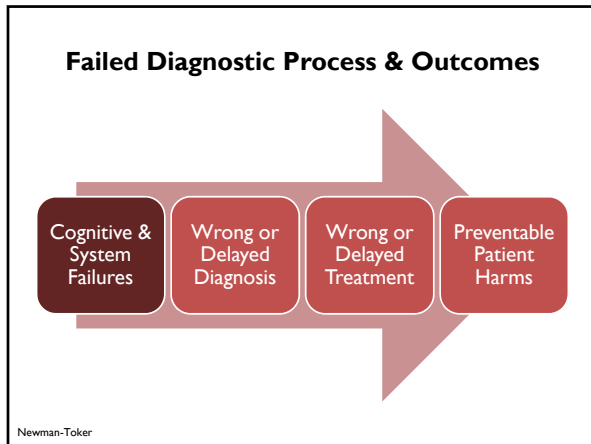 Failed Diagnostic Process & Outcomes
Cognitive &
System
Failures
Wrong or
Delayed
Diagnosis
Wrong or
Delayed
Treatment
Preventable
Patient
Harms
Newman-Toker